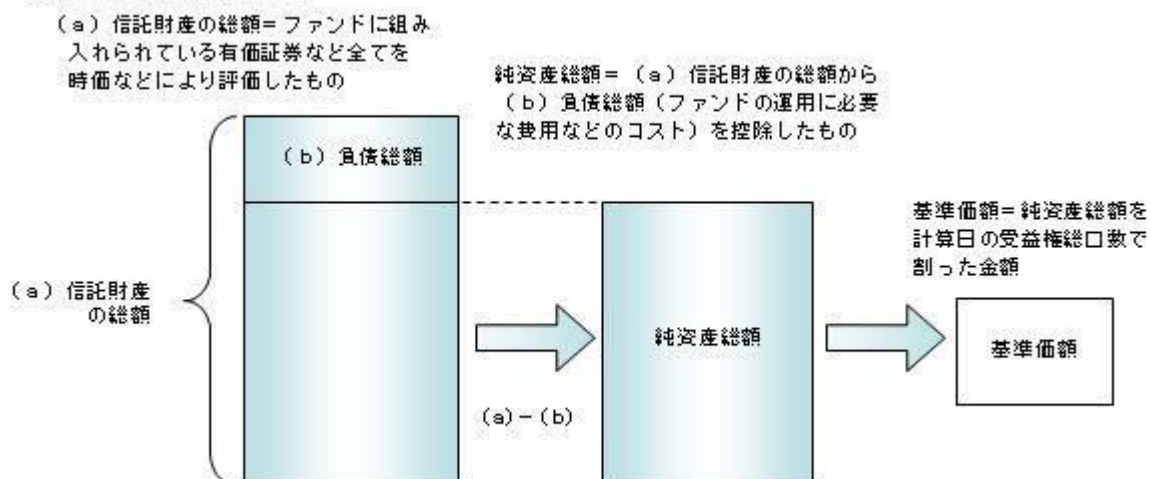 （a）信託財産の総額＝ファンドに組み
入れられている有価証券など全てを
時価などにより評価したもの
純資産総額＝（a）信託財産の総額から
（b）負債総額（ファンドの運用に必要
な費用などのコスト）を控除したもの
（b）負債総額
基準価額＝純資産総額を
計算日の受益権総口数で
割った金額
（a）信託財産
の総額
純資産総額
基準価額
（a）－（b）